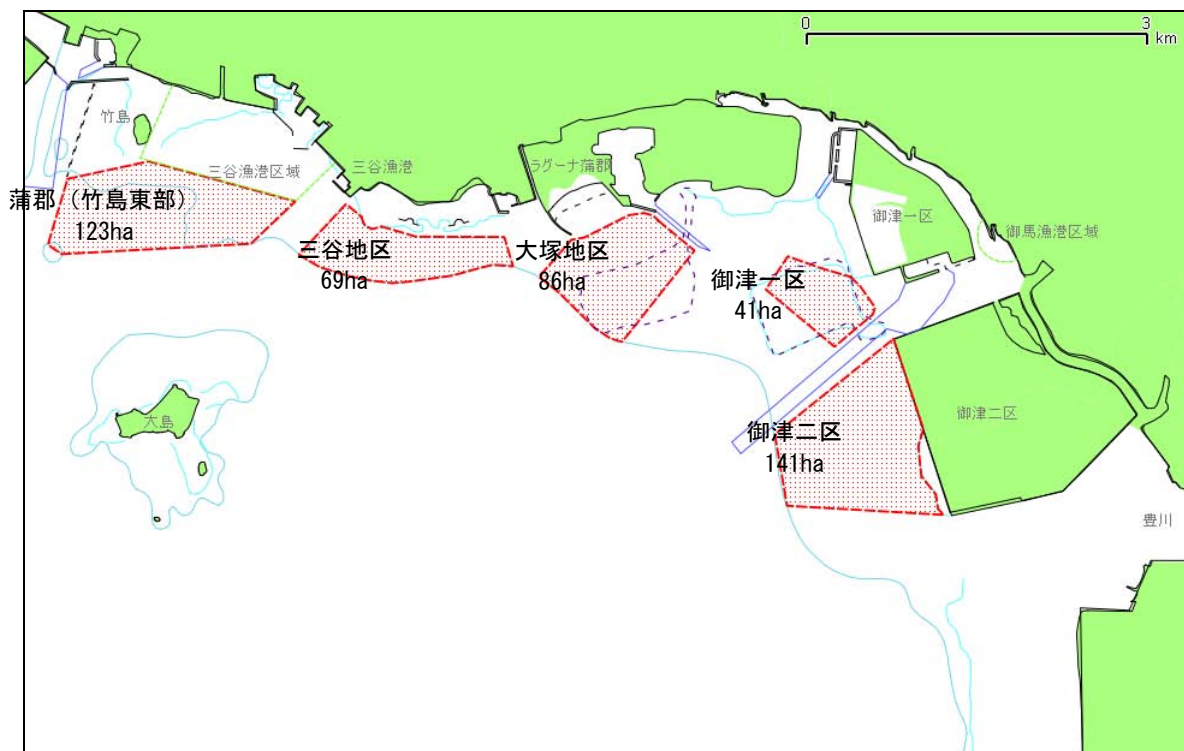 0
3
km
竹島
三谷漁港区域
三谷漁港
ラグーナ蒲郡
蒲郡（竹島東部）
123ha
三谷地区
69ha
大塚地区
86ha
御津一区
41ha
御津一区
御馬漁港区域
御津二区
141ha
御津二区
大島
豊川